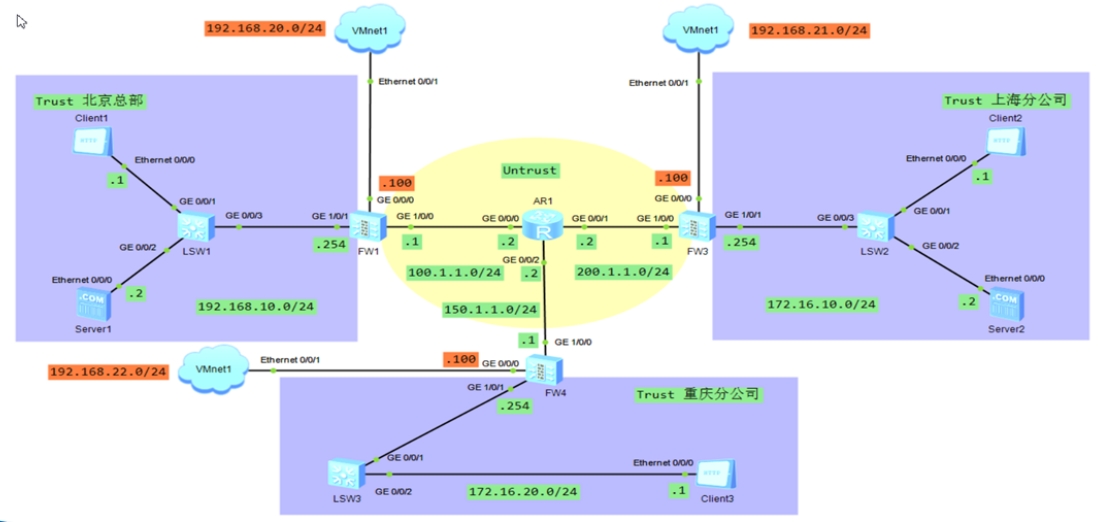 192.168.20.0/24
VMnet1
VMnet1
192.168.21.0/24
Ethernet 0/0/1
Ethernet 0/0/1
Trust 北京总部
Client1
HTTP
Ethernet 0/0/0
.1
GE 0/0/1
GE 0/0/3
GE 1/1/1
.254
LSW1
GE 0/0/2
Ethernet 0/0/0
.COM
.2
Server1
192.168.10.0/24
.100
GE 0/0/0
FW1
GE 1/0/0
.1
Untrust
AR1
R
GE 0/0/0
.2
GE 0/0/1
.2
GE 0/0/2
.2
100.1.1.0/24
200.1.1.0/24
150.1.1.0/24
.100
GE 0/0/0
GE 1/0/0
.1
FW3
Trust 上海分公司
Client2
HTTP
Ethernet 0/0/0
.1
GE 0/0/1
GE 1/1/1
.254
GE 0/0/3
LSW2
GE 0/0/2
Ethernet 0/0/0
.2
.COM
Server2
172.16.10.0/24
.1
GE 1/0/0
192.168.22.0/24
VMnet1
Ethernet 0/0/1
.100
GE 0/0/0
FW4
GE 1/0/1
.254
Trust 重庆分公司
GE 0/0/1
LSW3
GE 0/0/2
172.16.20.0/24
Ethernet 0/0/0
.1
HTTP
Client3